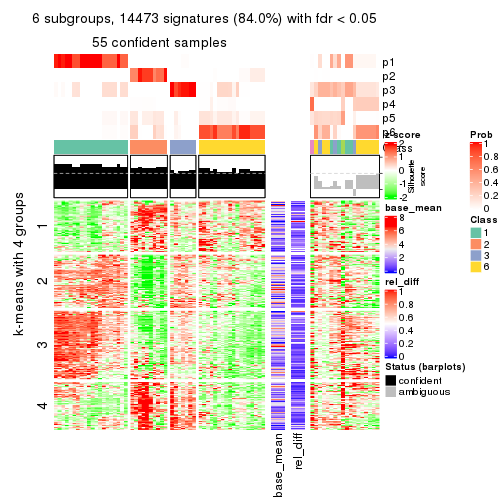 6 subgroups, 14473 signatures (84.0%) with fdr < 0.05
55 confident samples
p1
p2
p3
p4
p5
p6
Class
z-score
2
1
0
-1
-2
Silhouette
score
base_mean
8
6
4
2
0
rel_diff
1
0.8
0.6
0.4
0.2
0
Status (barplots)
confident
ambiguous
Prob
1
0.8
0.6
0.4
0.2
0
Class
1
2
3
6
k-means with 4 groups
1
2
3
4
base_mean
rel_diff